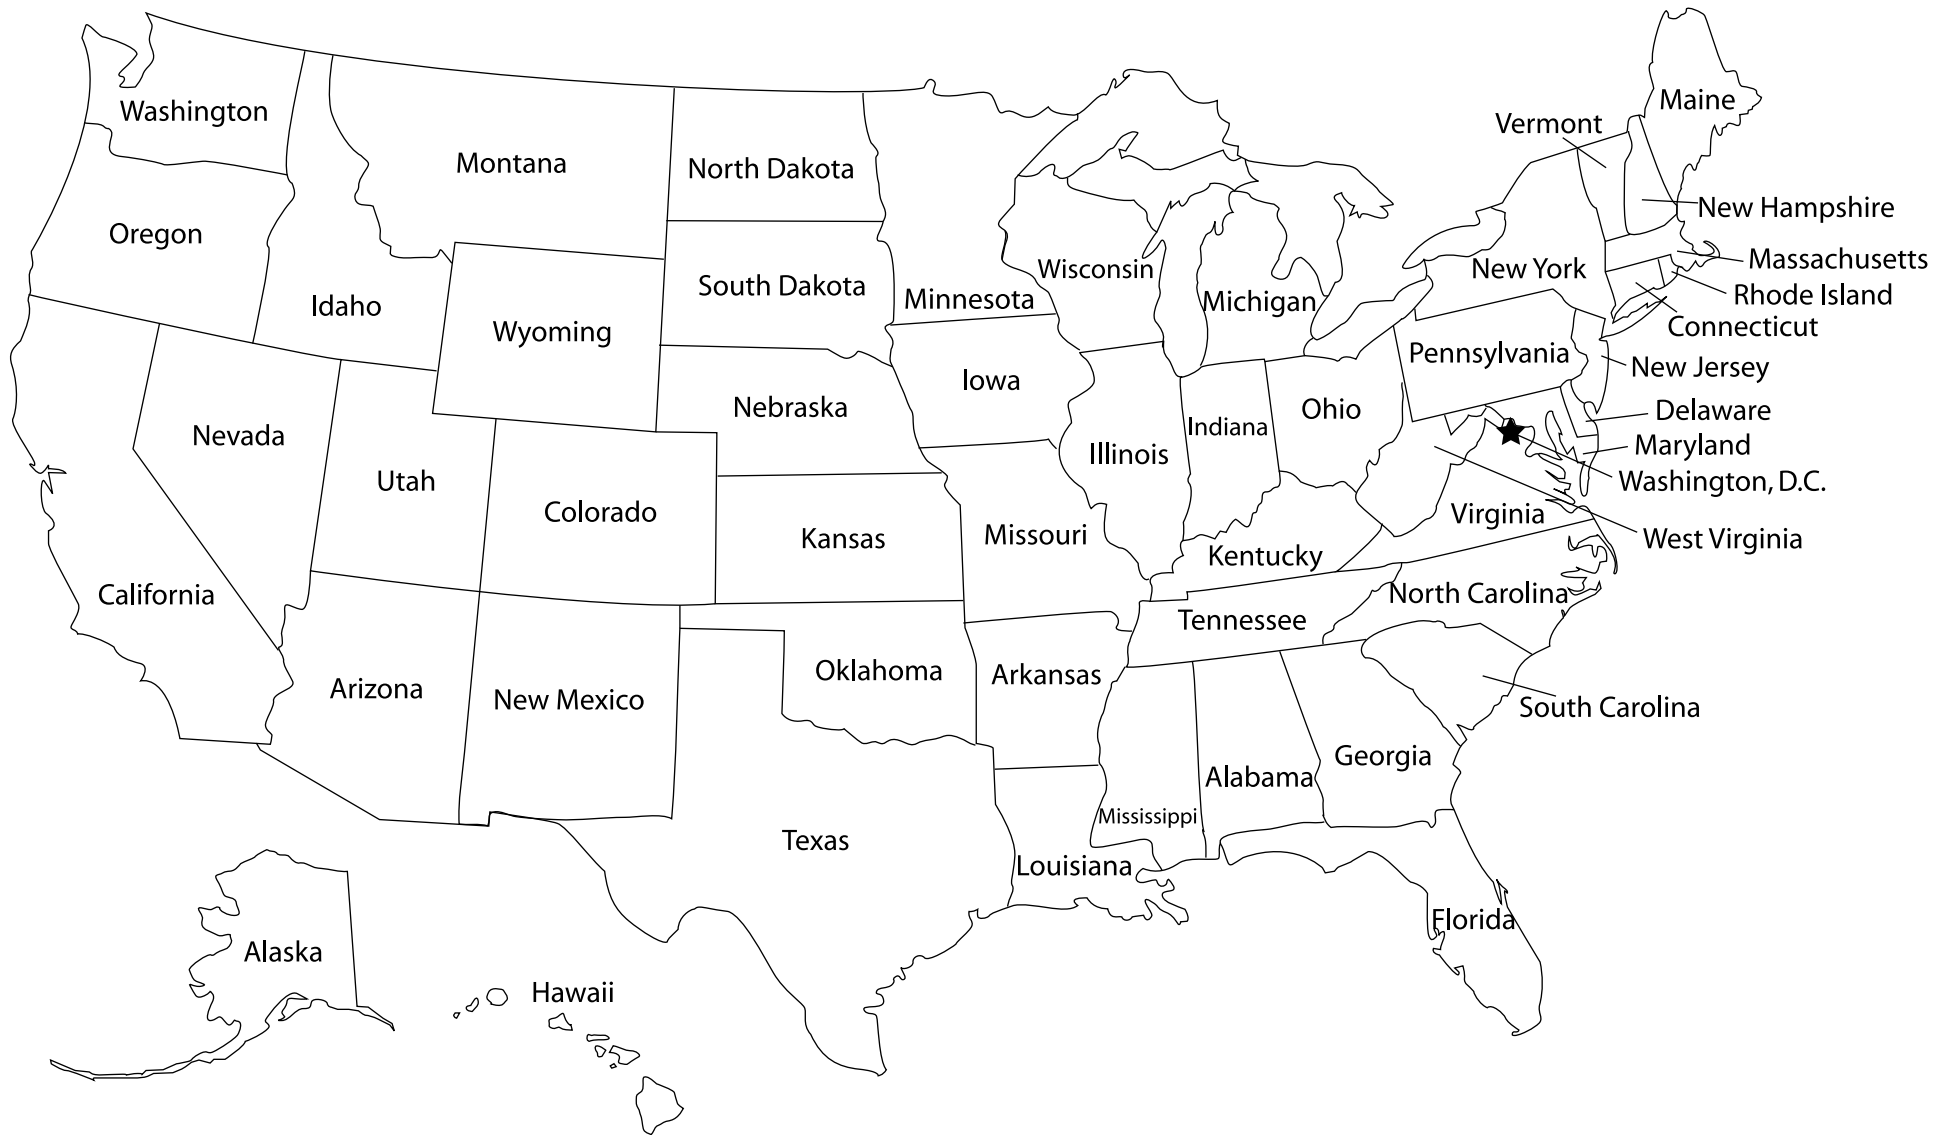 Maine
Washington
Vermont
Montana
North Dakota
New Hampshire
Oregon
Massachusetts
Wisconsin
New York
South Dakota
Rhode Island
Minnesota
Michigan
Idaho
Connecticut
Wyoming
Pennsylvania
New Jersey
Iowa
Nebraska
Ohio
Delaware
Indiana
Nevada
Maryland
Illinois
Utah
Washington, D.C.
Colorado
Virginia
Missouri
Kansas
West Virginia
Kentucky
California
North Carolina
Tennessee
Oklahoma
Arkansas
Arizona
New Mexico
South Carolina
Georgia
Alabama
Mississippi
Texas
Louisiana
Florida
Alaska
Hawaii